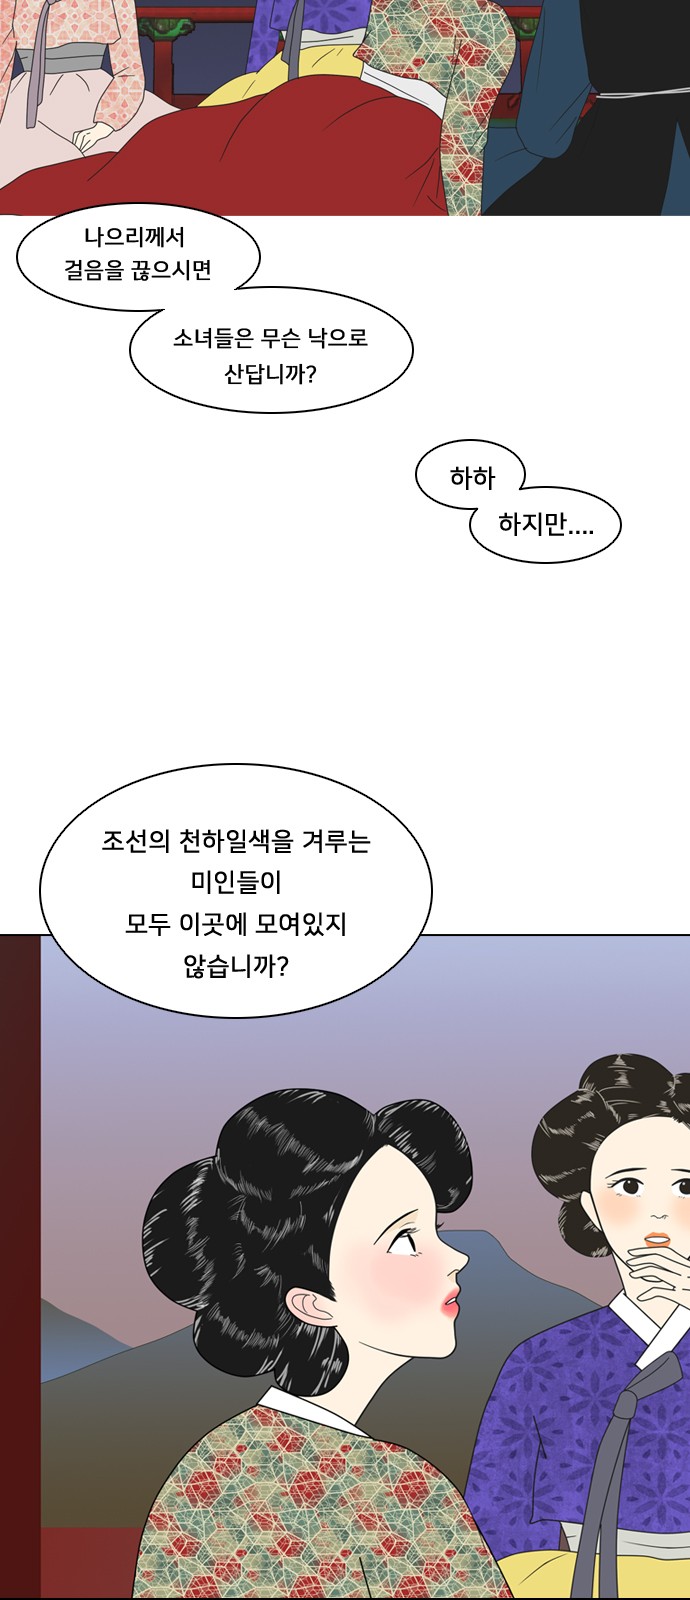 나으리께서
걸음을 끊으시면
소녀들은 무슨 낙으로
산답니까?
하하
하지만....
조선의 천하일색을 겨루는
미인들이
모두 이곳에 모여있지
않습니까?